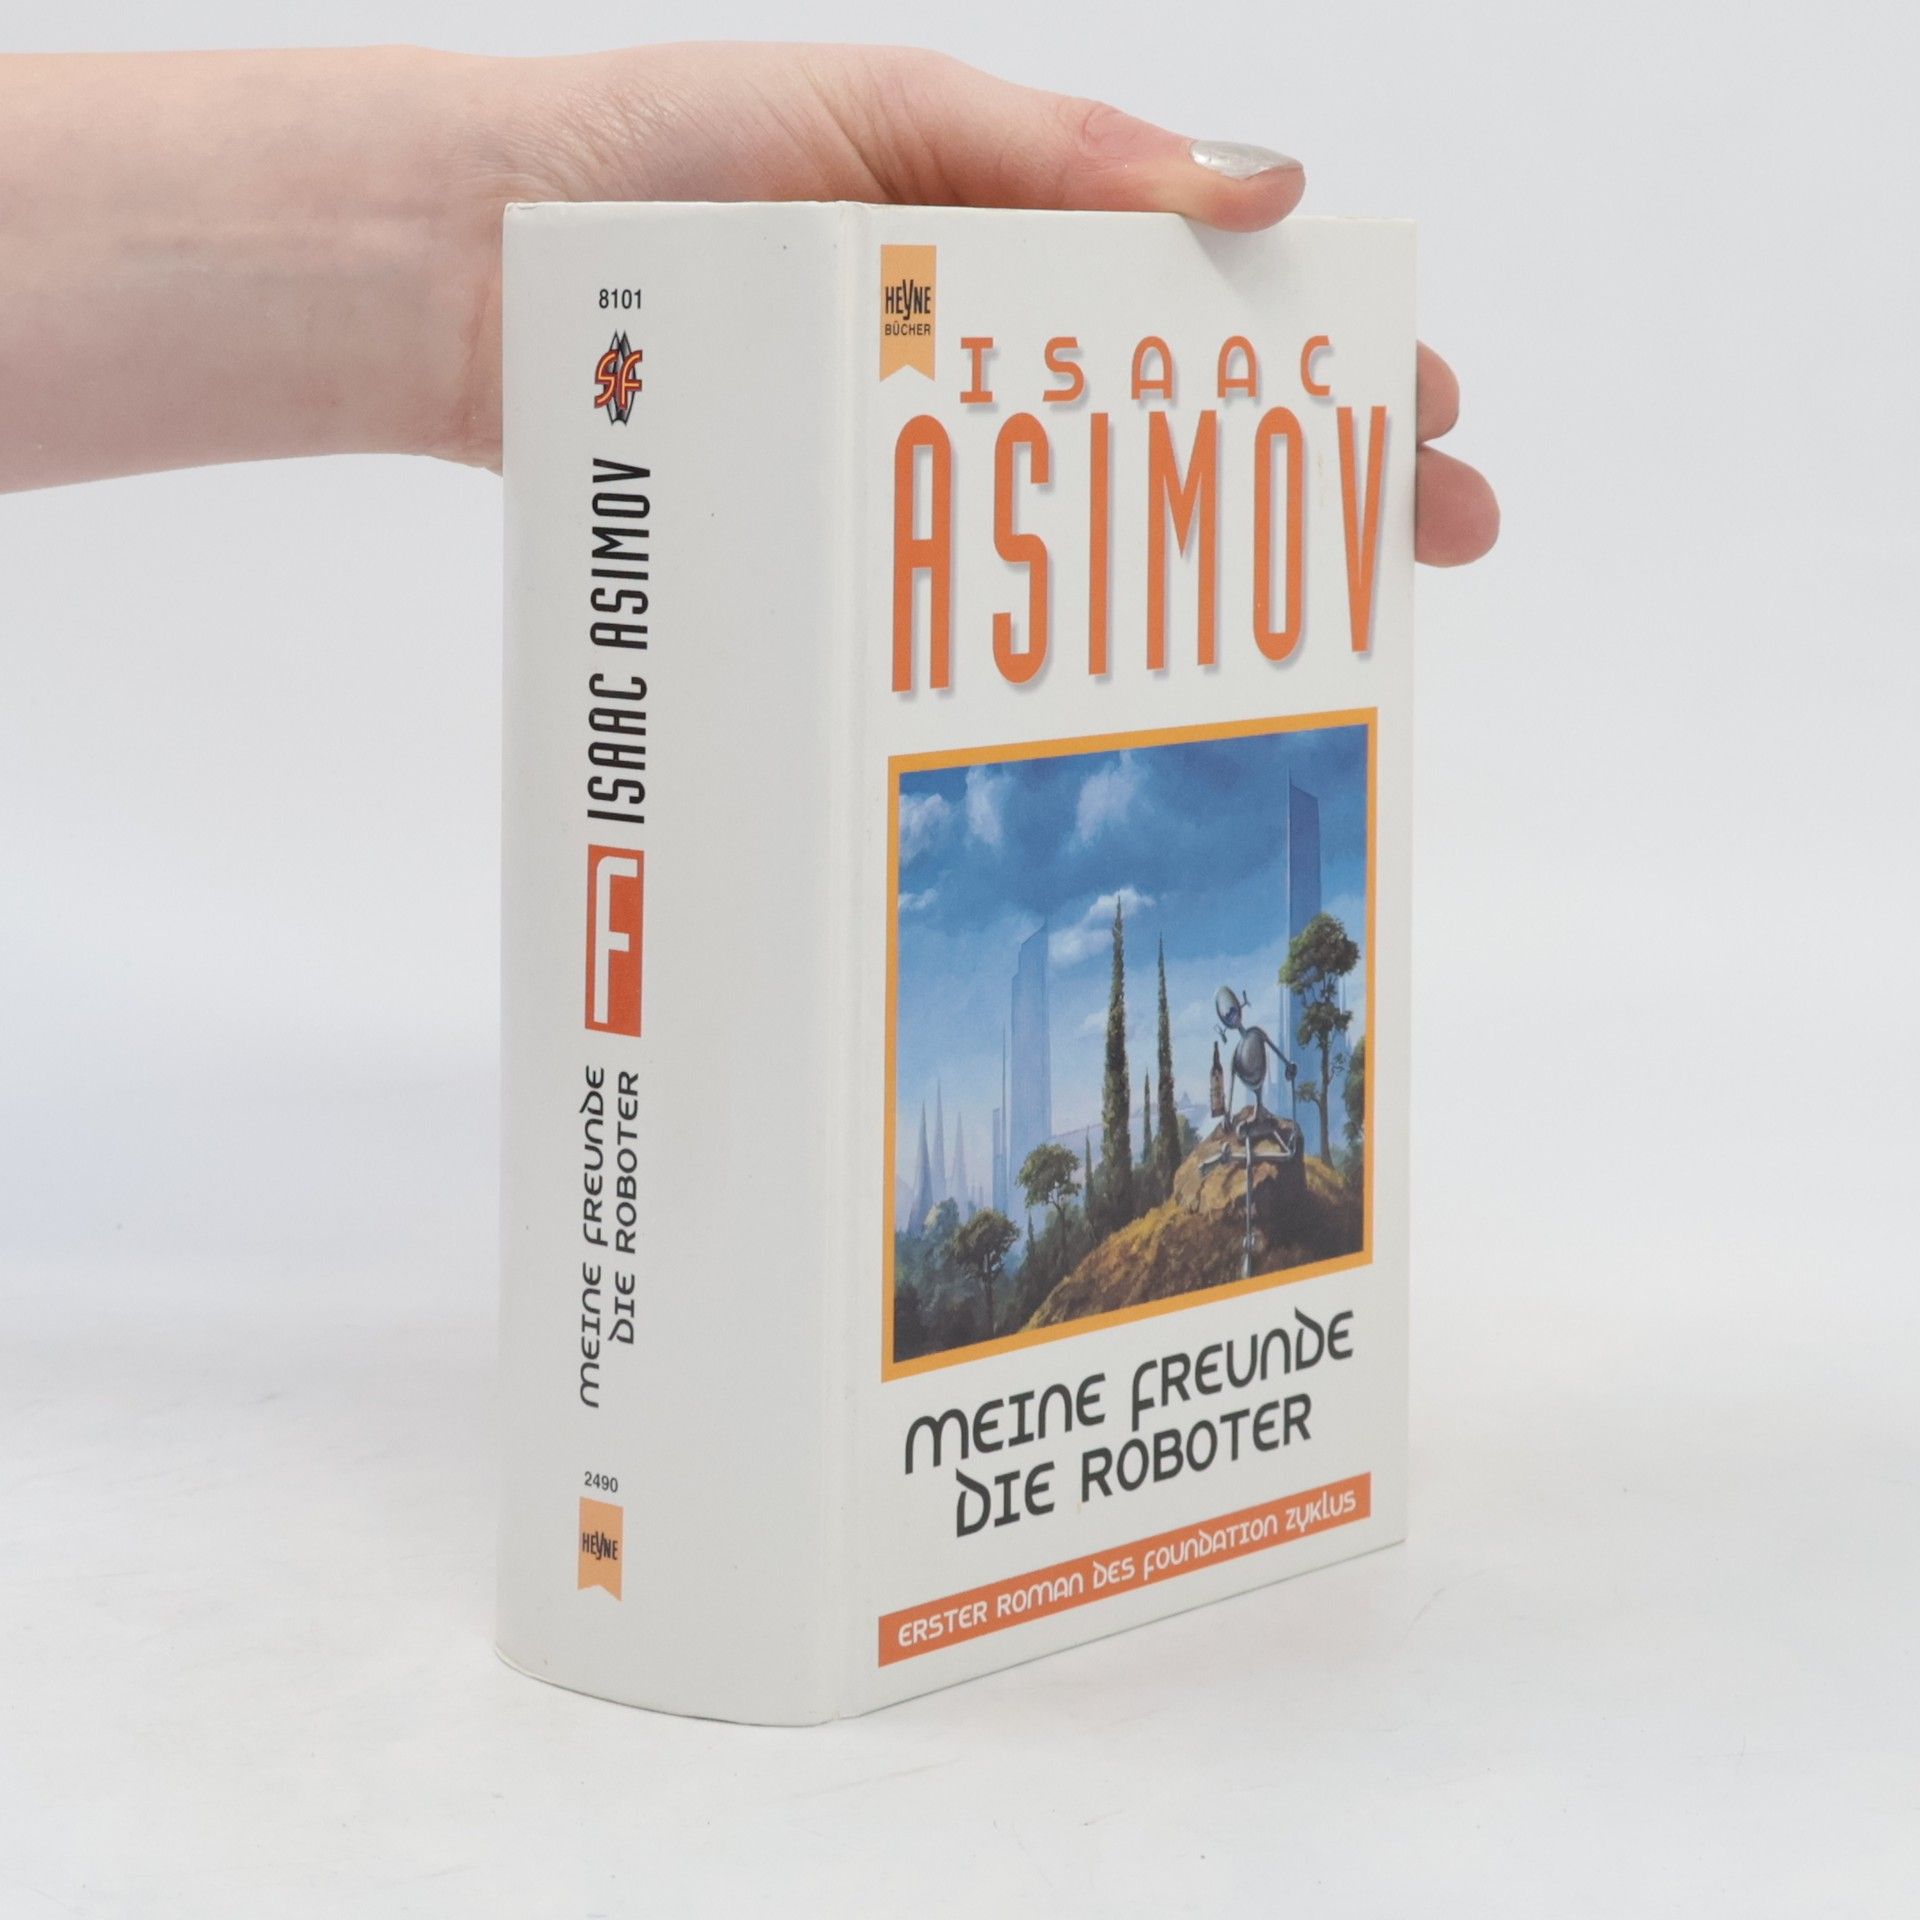 8101
SF
ISAAC ASIMOV
F
MEINE FREUNDE
DIE ROBOTER
2490
HEYNE
HEYNE
BÜCHER
ISAAC
ASIMOV
MEINE FREUNDE
DIE ROBOTER
ERSTER ROMAN DES FOUNDATION ZYKLUS